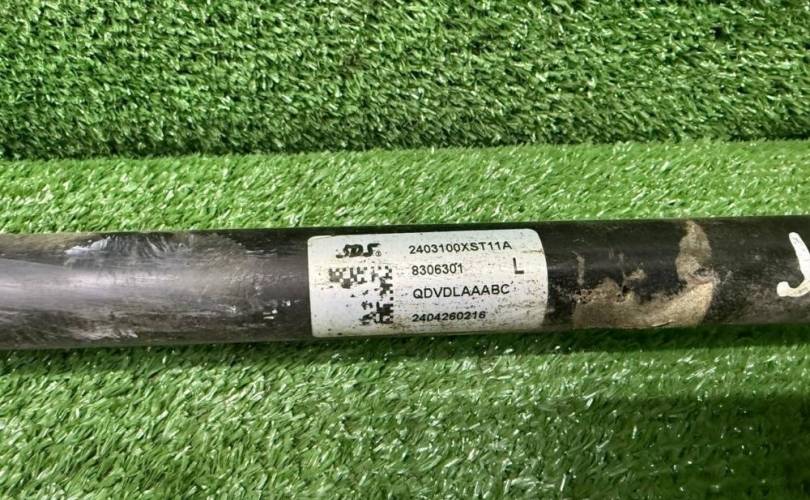 SDS®
2403100XST11A
8306301 L
QDVDLAAABC
2404260216